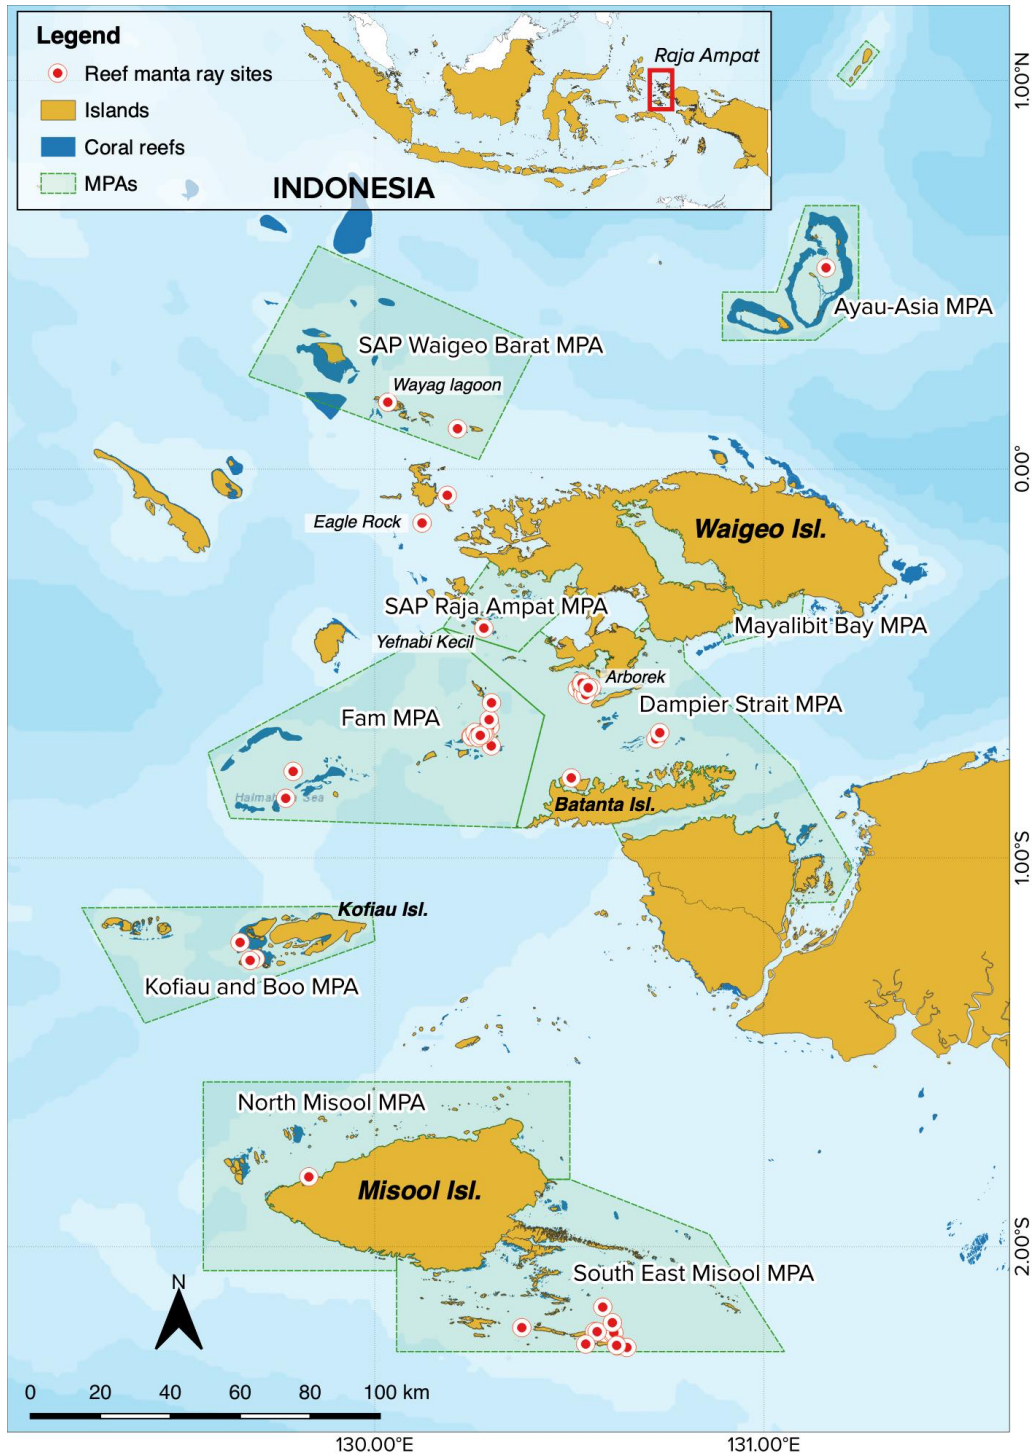 Legend
Reef manta ray sites
Islands
Coral reefs
MPAs
Raja Ampat
INDONESIA
1.00°N
Ayau-Asia MPA
SAP Waigeo Barat MPA
Wayag lagoon
0.00°
Eagle Rock
Waigeo Isl.
SAP Raja Ampat MPA
Mayalibit Bay MPA
Yefnabi Kecil
Arborek
Dampier Strait MPA
Fam MPA
Halmahera Sea
Batanta Isl.
1.00°S
Kofiau Isl.
Kofiau and Boo MPA
North Misool MPA
Misool Isl.
2.00°S
South East Misool MPA
N
0 20 40 60 80 100 km
130.00°E 131.00°E